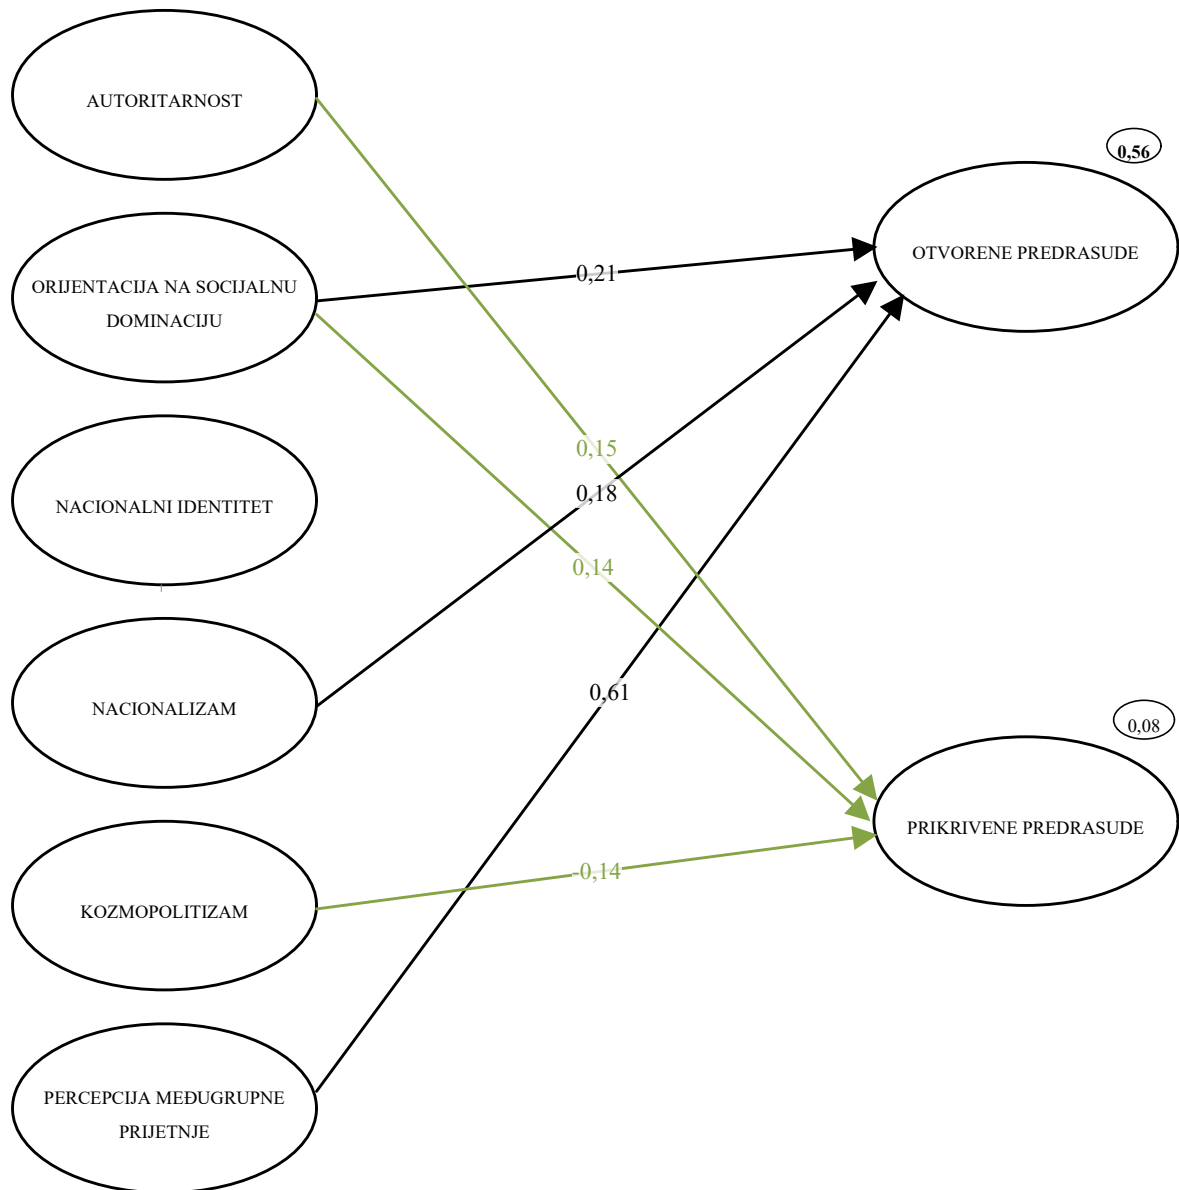 AUTORITARNOST
0,56
OTVORENE PREDRASUDE
ORIJENTACIJA NA SOCIJALNU
DOMINACIJU
0,21
0,15
0,18
NACIONALNI IDENTITET
0,14
0,61
NACIONALIZAM
0,08
PRIKRIVENE PREDRASUDE
-0,14
KOZMOPOLITIZAM
PERCEPCIJA MEĐUGRUPNE
PRIJETNJE